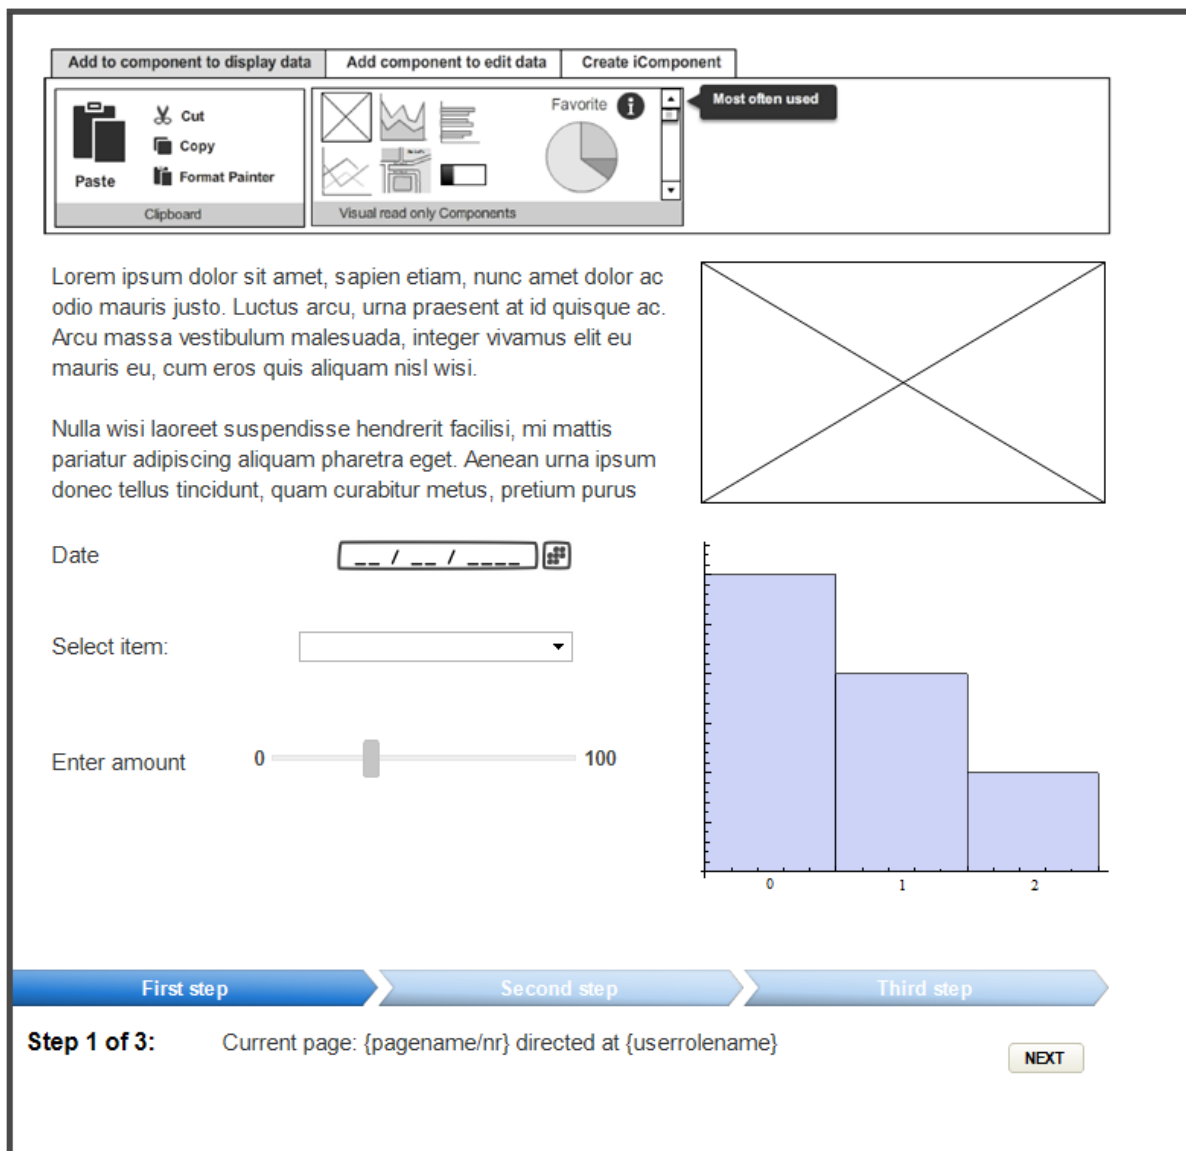 Add to component to display data
Add component to edit data
Create iComponent
Paste
Cut
Copy
Format Painter
Clipboard
Favorite
Visual read only Components
Most often used
Lorem ipsum dolor sit amet, sapien etiam, nunc amet dolor ac
odio mauris justo. Luctus arcu, urna praesent at id quisque ac.
Arcu massa vestibulum malesuada, integer vivamus elit eu
mauris eu, cum eros quis aliquam nisl wisi.
Nulla wisi laoreet suspendisse hendrerit facilisi, mi mattis
pariatur adipiscing aliquam pharetra eget. Aenean urna ipsum
donec tellus tincidunt, quam curabitur metus, pretium purus
Date
__ / __ / ____
Select item:
Enter amount
0
100
0 1 2
First step
Second step
Third step
Step 1 of 3:
Current page: {pagename/nr} directed at {userrolename}
NEXT